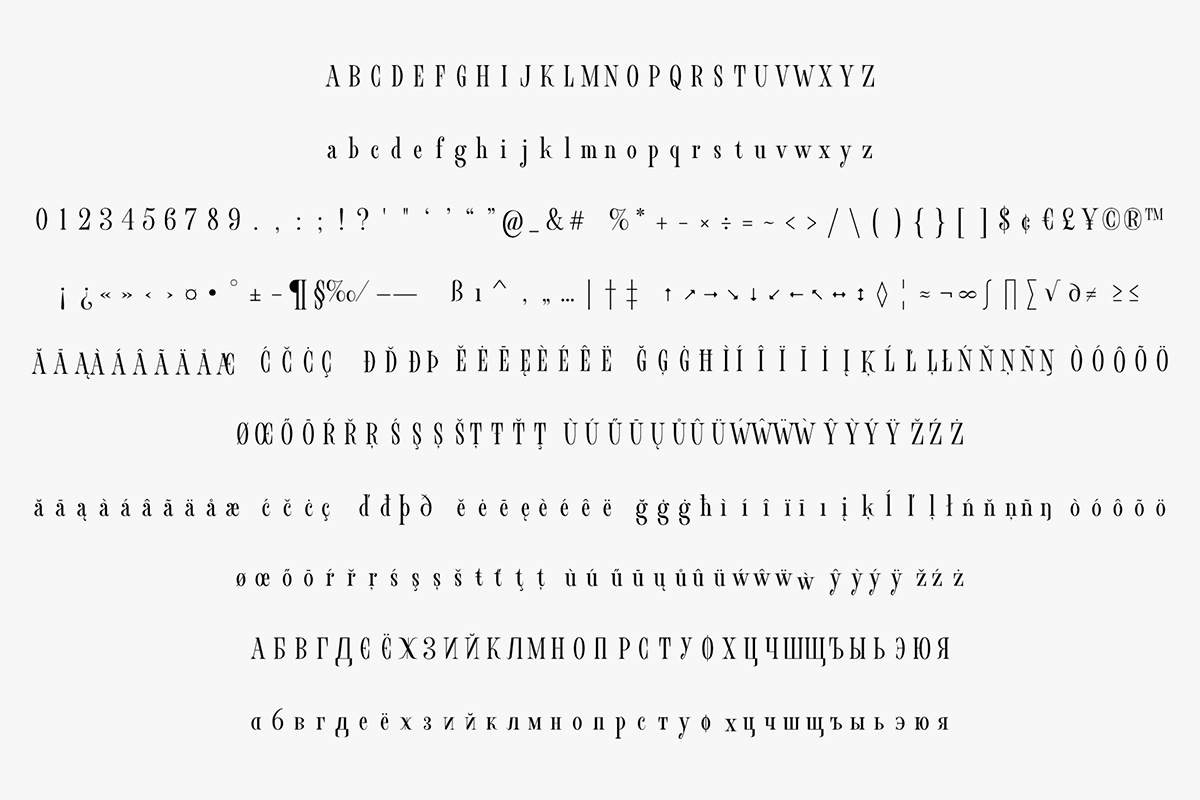 A B C D E F G H I J K L M N O P Q R S T U V W X Y Z
a b c d e f g h i j k l m n o p q r s t u v w x y z
0 1 2 3 4 5 6 7 8 9 . , : ; ! ? ' " ‘ ’ “ ” @ _ & # % * + − × ÷ = ~ < > / \ ( ) { } [ ] $ ¢ € £ ¥ © ® ™
¡ ¿ « » ‹ › ¤ • ° ± − ¶ § ‰ ⁄ – — ß ı ^ ‚ „ … | † ‡ ↑ ↗ → ↘ ↓ ↙ ← ↖ ↔ ↕ ◊ ¦ ≈ ¬ ∞ ∫ ∏ ∑ √ ∂ ≠ ≥ ≤
Ă Ā Ą À Á Â Ã Ä Å Æ Ć Č Ċ Ç Ð Ď Đ Þ Ě Ė Ē Ę È É Ê Ë Ğ Ģ Ġ Ħ Ì Í Î Ï Ī İ Į Ķ Ĺ Ľ Ļ Ł Ń Ň Ņ Ñ Ŋ Ò Ó Ô Õ Ö
Ø Œ Ő Ō Ŕ Ř Ŗ Ś Ş Ș Š Ț Ŧ Ť Ţ Ù Ú Ű Ū Ų Ů Û Ü Ẃ Ŵ Ẅ Ẁ Ŷ Ỳ Ý Ÿ Ž Ź Ż
ă ā ą à á â ã ä å æ ć č ċ ç ď đ þ ð ě ė ē ę è é ê ë ğ ģ ġ ħ ì í î ï ī ı į ķ ĺ ľ ļ ł ń ň ņ ñ ŋ ò ó ô õ ö
ø œ ő ō ŕ ř ŗ ś ş ș š ŧ ť ţ ț ù ú ű ū ų ů û ü ẃ ŵ ẅ ẁ ŷ ỳ ý ÿ ž ź ż
А Б В Г Д Є Ё Ж З И Й К Л М Н О П Р С Т У Ф Х Ц Ч Ш Щ Ъ Ы Ь Э Ю Я
а б в г д е ё ж з и й к л м н о п р с т у ф х ц ч ш щ ъ ы ь э ю я